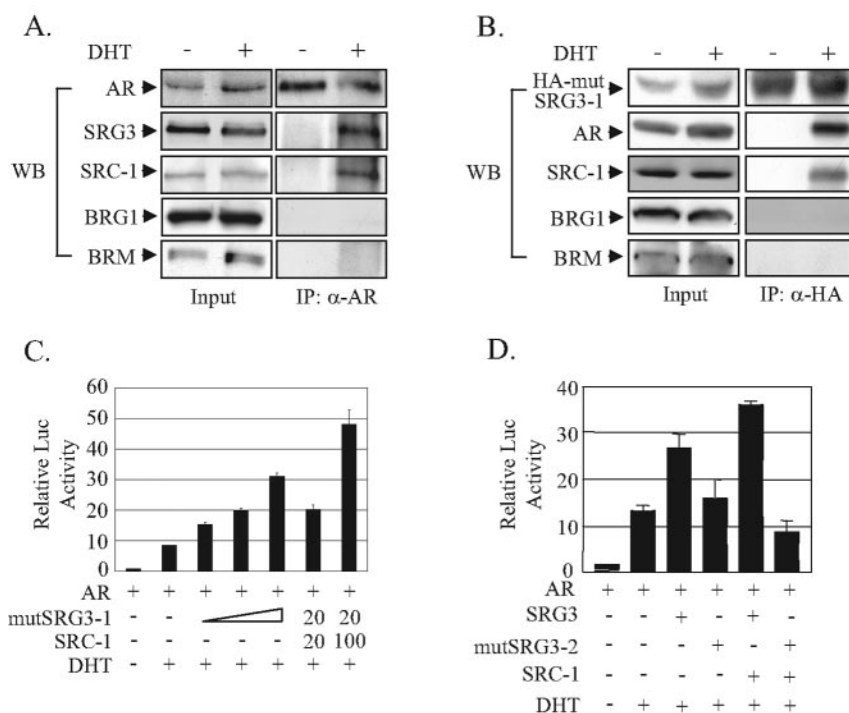 A.
DHT - + - +
AR
SRG3
WB SRC-1
BRG1
BRM
Input IP: α-AR
B.
DHT - + - +
HA-mut
SRG3-1
AR
WB SRC-1
BRG1
BRM
Input IP: α-HA
C.
Relative Luc
Activity
60
50
40
30
20
10
0
AR + + + + + + +
mutSRG3-1 - - 20 20
SRC-1 - - - - - 20 100
DHT - + + + + + +
D.
Relative Luc
Activity
40
30
20
10
0
AR + + + + + +
SRG3 - - + - + -
mutSRG3-2 - - - + - +
SRC-1 - - - - + +
DHT - + + + + +